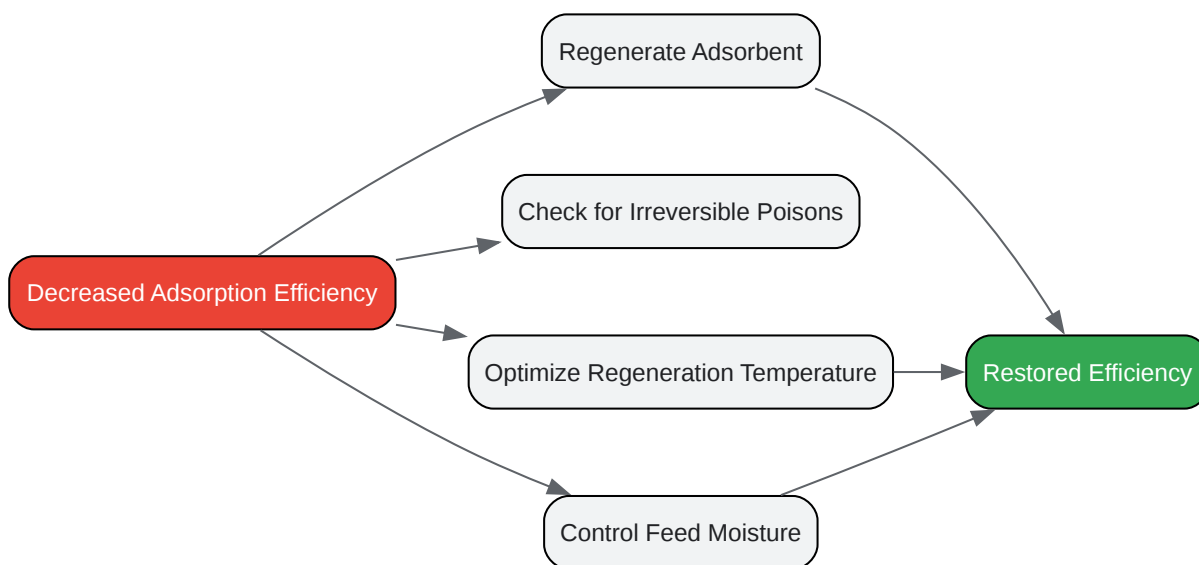 Regenerate Adsorbent
Check for Irreversible Poisons
Decreased Adsorption Efficiency
Optimize Regeneration Temperature
Restored Efficiency
Control Feed Moisture